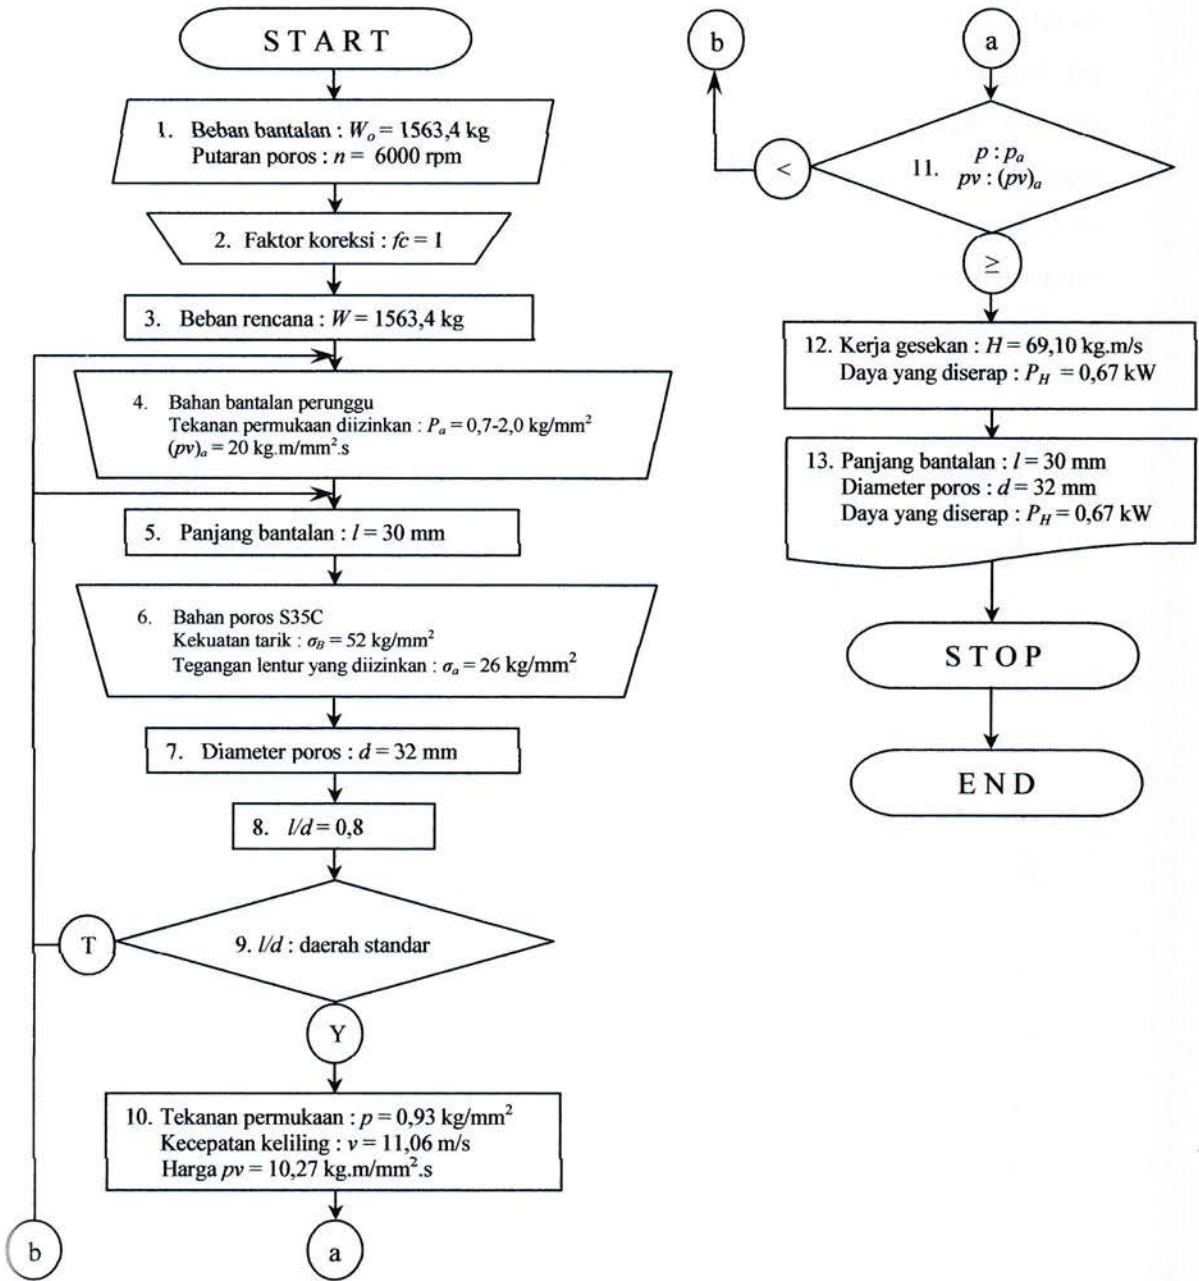 START
1. Beban bantalan : Wo = 1563,4 kg
Putaran poros : n = 6000 rpm
2. Faktor koreksi : fc = 1
3. Beban rencana : W = 1563,4 kg
4. Bahan bantalan perunggu
Tekanan permukaan diizinkan : Pa = 0,7-2,0 kg/mm²
(pv)a = 20 kg.m/mm².s
5. Panjang bantalan : l = 30 mm
6. Bahan poros S35C
Kekuatan tarik : σB = 52 kg/mm²
Tegangan lentur yang diizinkan : σa = 26 kg/mm²
7. Diameter poros : d = 32 mm
8. l/d = 0,8
9. l/d : daerah standar
T
Y
10. Tekanan permukaan : p = 0,93 kg/mm²
Kecepatan keliling : v = 11,06 m/s
Harga pv = 10,27 kg.m/mm².s
b
a
b
a
11. p : pa
pv : (pv)a
<
≥
12. Kerja gesekan : H = 69,10 kg.m/s
Daya yang diserap : PH = 0,67 kW
13. Panjang bantalan : l = 30 mm
Diameter poros : d = 32 mm
Daya yang diserap : PH = 0,67 kW
STOP
END